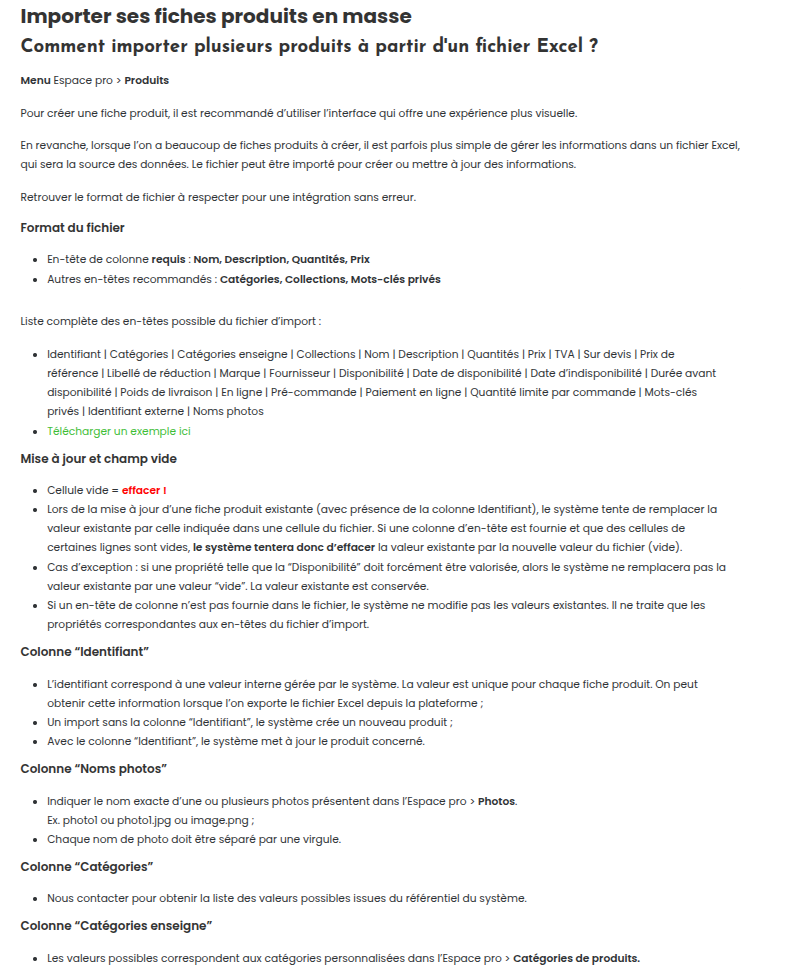 Importer ses fiches produits en masse
Comment importer plusieurs produits à partir d'un fichier Excel ?
Menu Espace pro > Produits
Pour créer une fiche produit, il est recommandé d’utiliser l’interface qui offre une expérience plus visuelle.
En revanche, lorsque l’on a beaucoup de fiches produits à créer, il est parfois plus simple de gérer les informations dans un fichier Excel,
qui sera la source des données. Le fichier peut être importé pour créer ou mettre à jour des informations.
Retrouver le format de fichier à respecter pour une intégration sans erreur.
Format du fichier
• En-tête de colonne requis : Nom, Description, Quantités, Prix
• Autres en-têtes recommandés : Catégories, Collections, Mots-clés privés
Liste complète des en-têtes possible du fichier d’import :
• Identifiant | Catégories | Catégories enseigne | Collections | Nom | Description | Quantités | Prix | TVA | Sur devis | Prix de
référence | Libellé de réduction | Marque | Fournisseur | Disponibilité | Date de disponibilité | Date d’indisponibilité | Durée avant
disponibilité | Poids de livraison | En ligne | Pré-commande | Paiement en ligne | Quantité limite par commande | Mots-clés
privés | Identifiant externe | Noms photos
• Télécharger un exemple ici
Mise à jour et champ vide
• Cellule vide = effacer !
• Lors de la mise à jour d’une fiche produit existante (avec présence de la colonne Identifiant), le système tente de remplacer la
valeur existante par celle indiquée dans une cellule du fichier. Si une colonne d’en-tête est fournie et que des cellules de
certaines lignes sont vides, le système tentera donc d’effacer la valeur existante par la nouvelle valeur du fichier (vide).
• Cas d’exception : si une propriété telle que la “Disponibilité” doit forcément être valorisée, alors le système ne remplacera pas la
valeur existante par une valeur “vide”. La valeur existante est conservée.
• Si un en-tête de colonne n’est pas fournie dans le fichier, le système ne modifie pas les valeurs existantes. Il ne traite que les
propriétés correspondantes aux en-têtes du fichier d’import.
Colonne “Identifiant”
• L’identifiant correspond à une valeur interne gérée par le système. La valeur est unique pour chaque fiche produit. On peut
obtenir cette information lorsque l’on exporte le fichier Excel depuis la plateforme ;
• Un import sans la colonne “Identifiant”, le système crée un nouveau produit ;
• Avec le colonne “Identifiant”, le système met à jour le produit concerné.
Colonne “Noms photos”
• Indiquer le nom exacte d’une ou plusieurs photos présentent dans l’Espace pro > Photos.
Ex. photo1 ou photo1.jpg ou image.png ;
• Chaque nom de photo doit être séparé par une virgule.
Colonne “Catégories”
• Nous contacter pour obtenir la liste des valeurs possibles issues du référentiel du système.
Colonne “Catégories enseigne”
• Les valeurs possibles correspondent aux catégories personnalisées dans l’Espace pro > Catégories de produits.